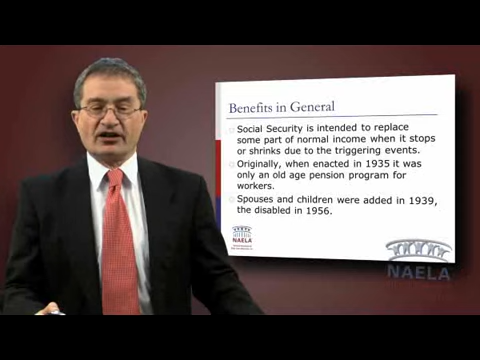 Benefits in General
Social Security is intended to replace
some part of normal income when it stops
or shrinks due to the triggering events.
Originally, when enacted in 1935 it was
only an old age pension program for
workers.
Spouses and children were added in 1939,
the disabled in 1956.
NAELA
NAELA